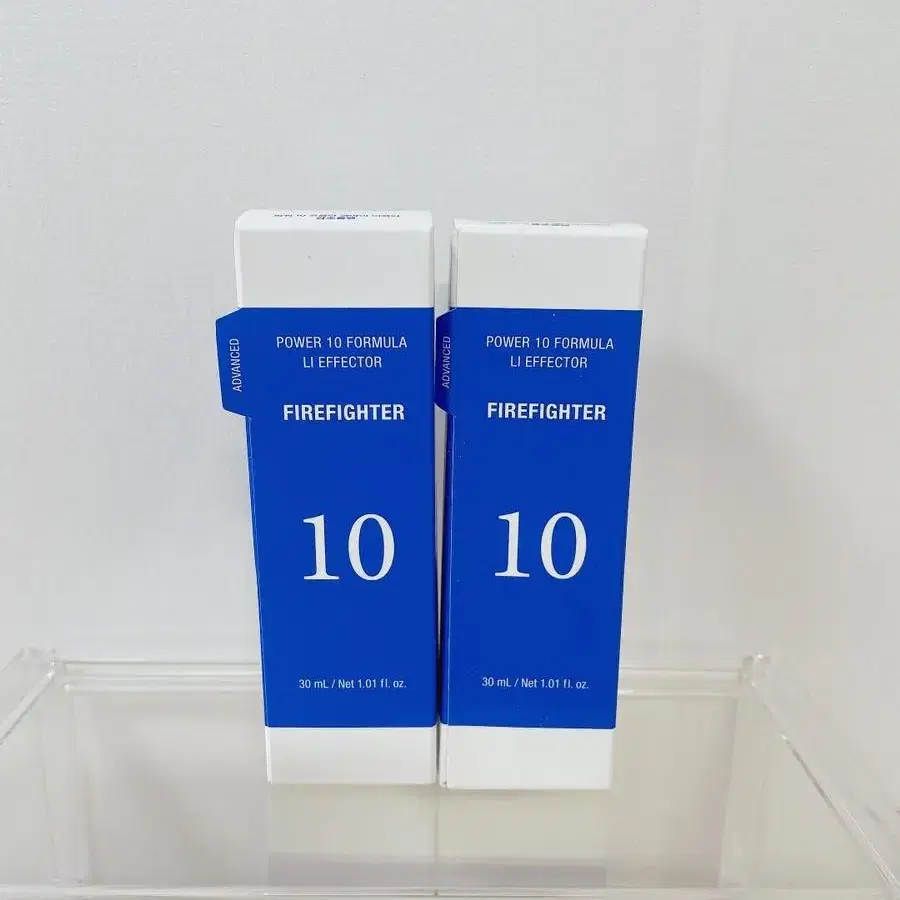 ADVANCED
POWER 10 FORMULA
LI EFFECTOR
FIREFIGHTER
10
30 mL / Net 1.01 fl. oz.
ADVANCED
POWER 10 FORMULA
LI EFFECTOR
FIREFIGHTER
10
30 mL / Net 1.01 fl. oz.